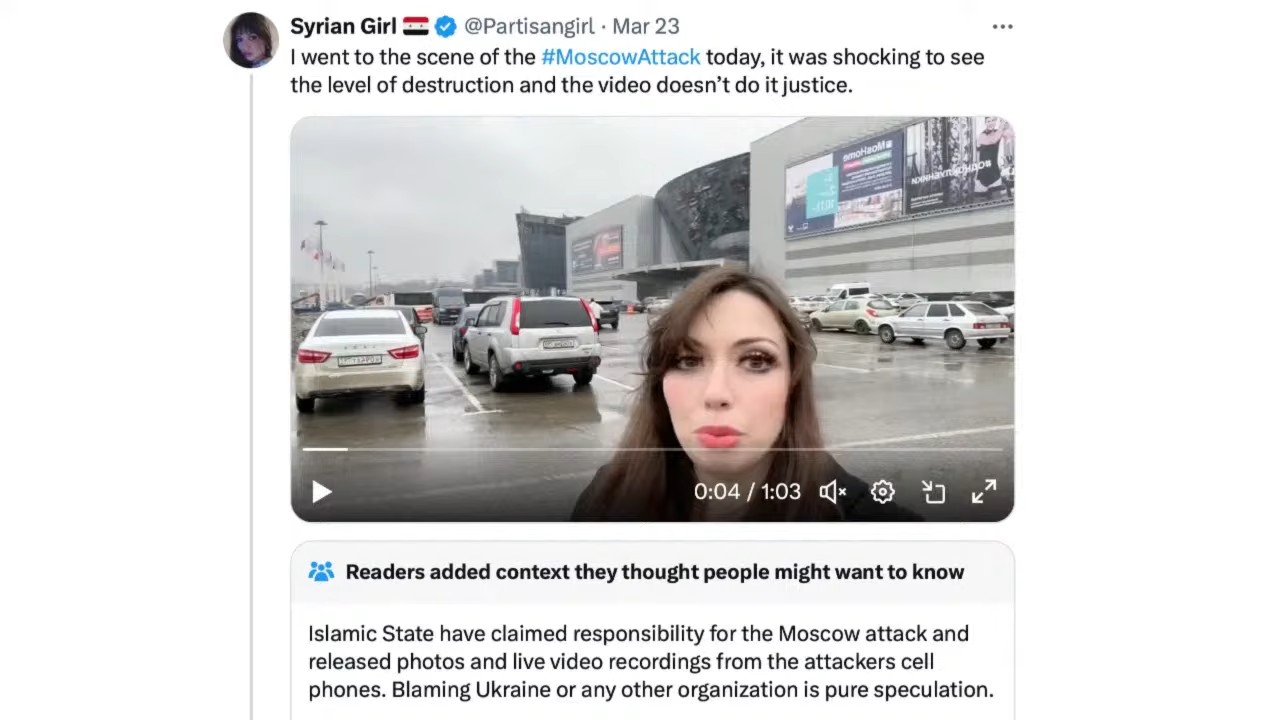 Syrian Girl @Partisangirl · Mar 23
I went to the scene of the #MoscowAttack today, it was shocking to see
the level of destruction and the video doesn’t do it justice.
МояHome
0:04 / 1:03
Readers added context they thought people might want to know
Islamic State have claimed responsibility for the Moscow attack and
released photos and live video recordings from the attackers cell
phones. Blaming Ukraine or any other organization is pure speculation.